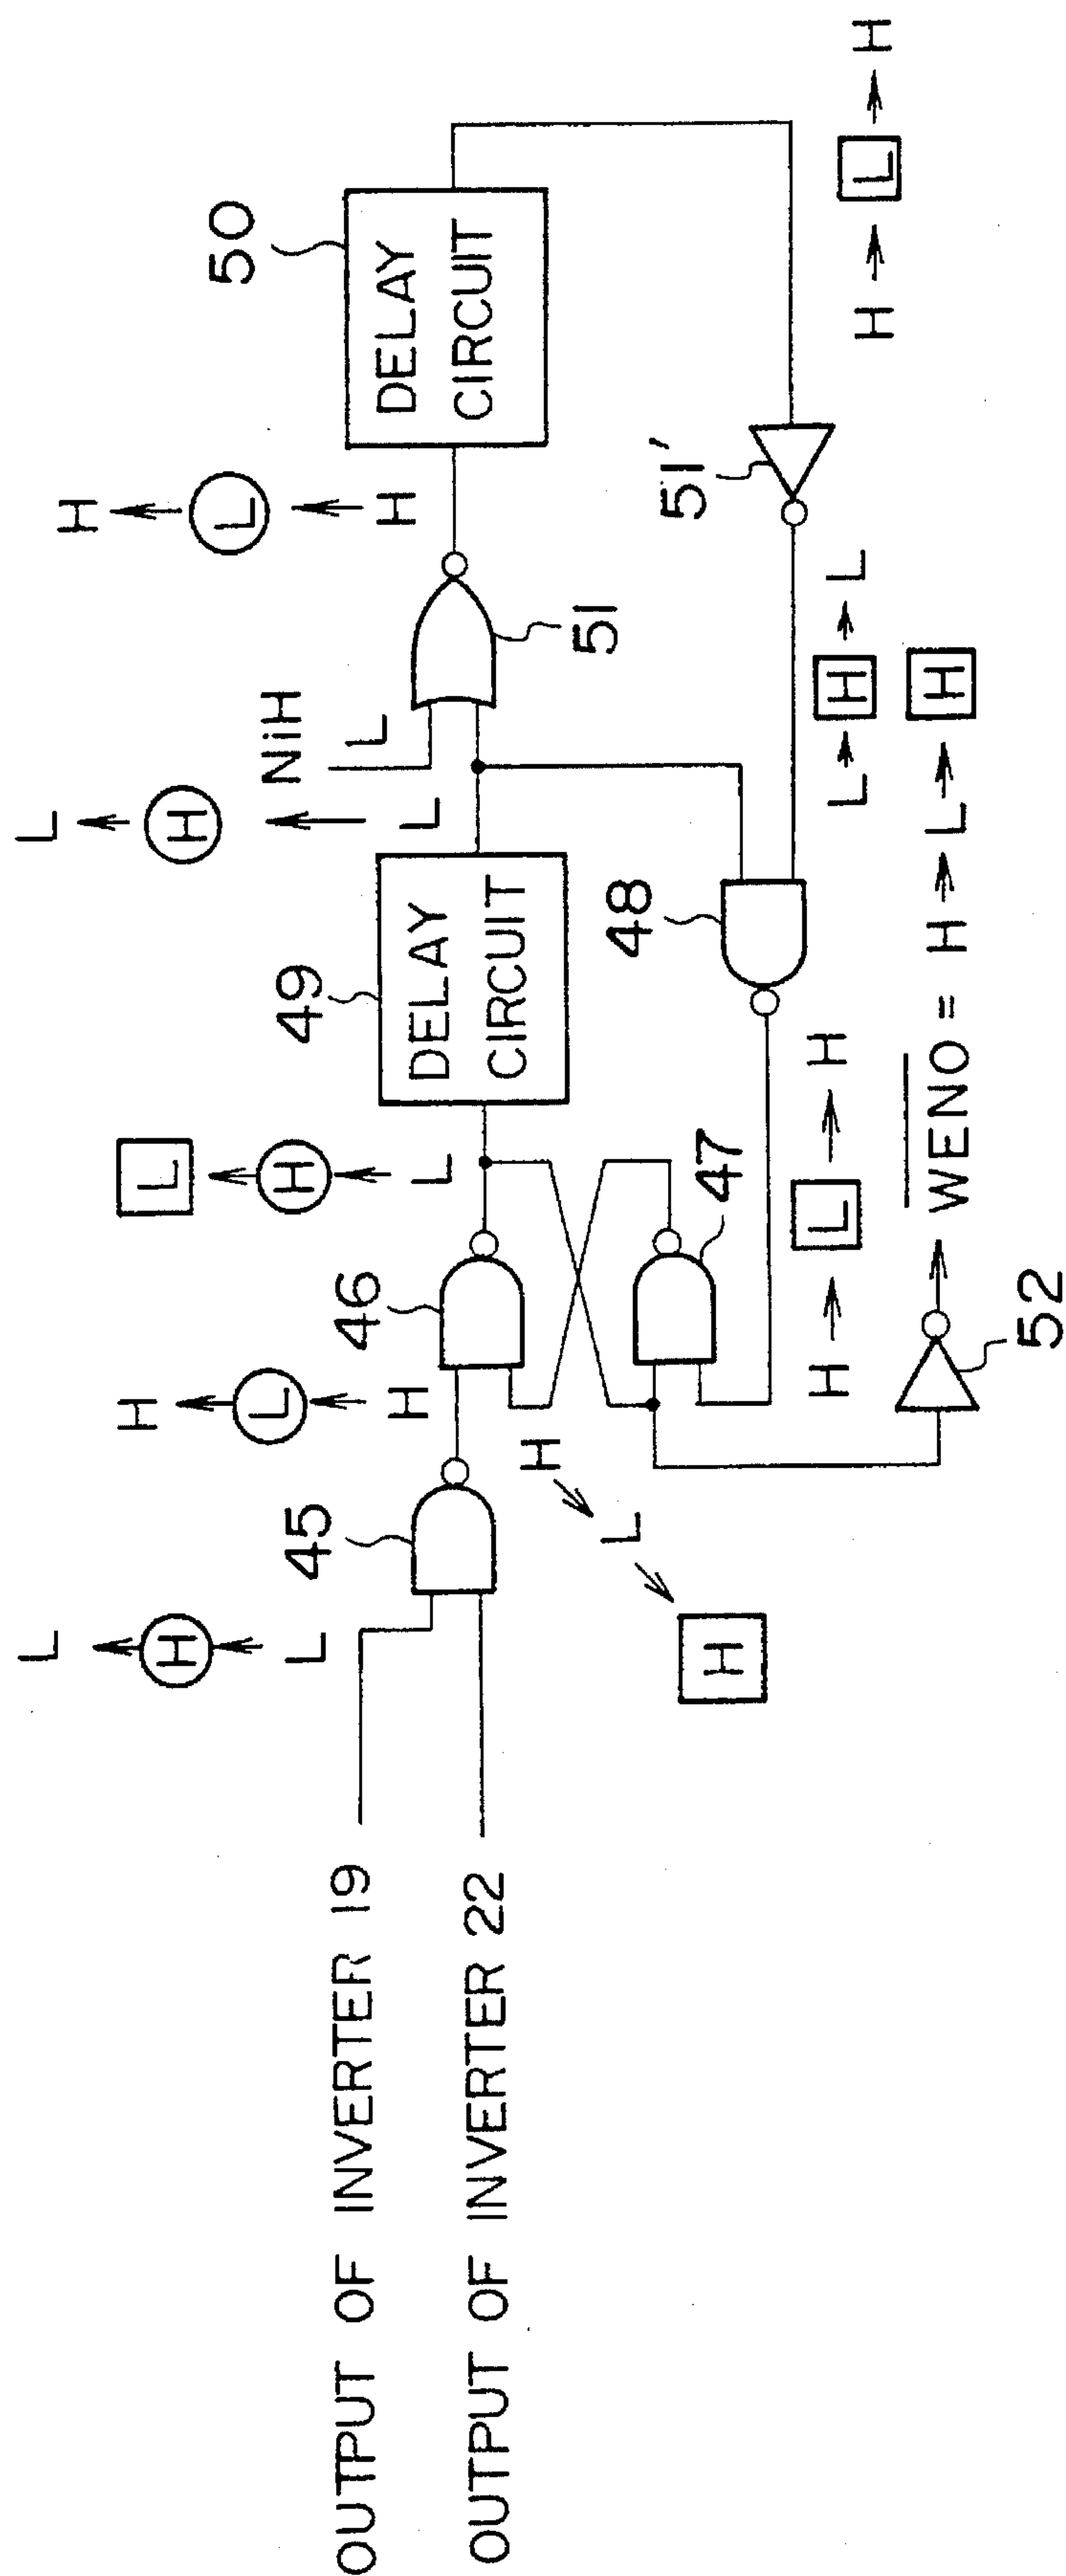 OUTPUT OF INVERTER 19
OUTPUT OF INVERTER 22
L → H → L
45
H → L → H
H → L → H
46
L → H → L
47
49
DELAY
CIRCUIT
L → H → L
NiH
L
51
H → L → H
50
DELAY
CIRCUIT
H → L → H
51'
L → H → L
48
H → L → H
52
WENO = H → L → H